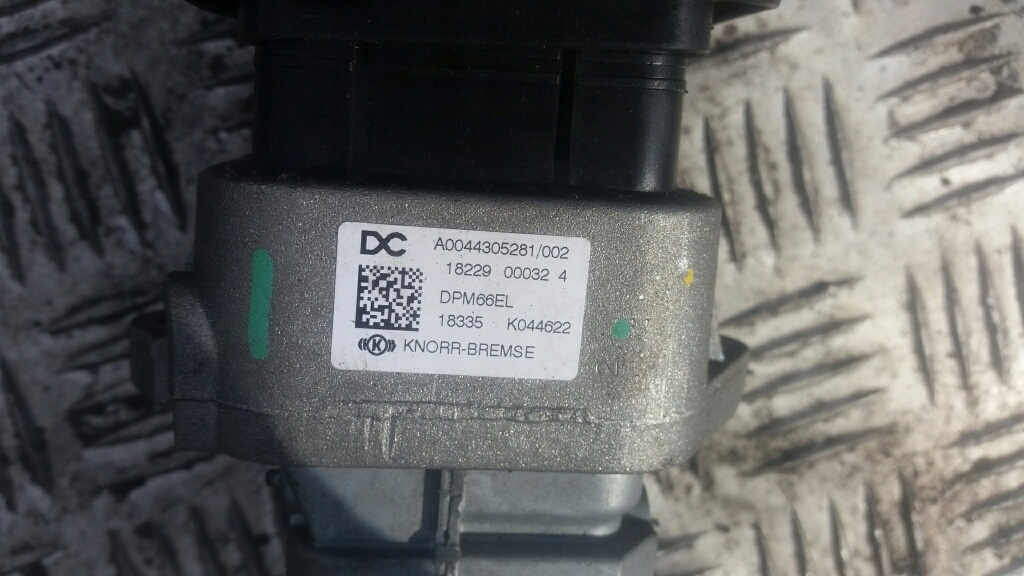 DC A0044305281/002
18229 00032 4
DPM66EL
18335 K044622
((K)) KNORR-BREMSE